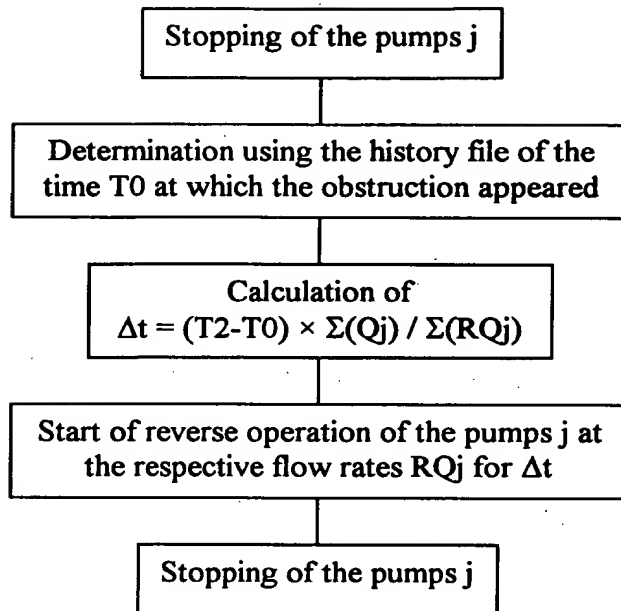 Stopping of the pumps j
Determination using the history file of the
time T0 at which the obstruction appeared
Calculation of
Δt = (T2-T0) × Σ(Qj) / Σ(RQj)
Start of reverse operation of the pumps j at
the respective flow rates RQj for Δt
Stopping of the pumps j